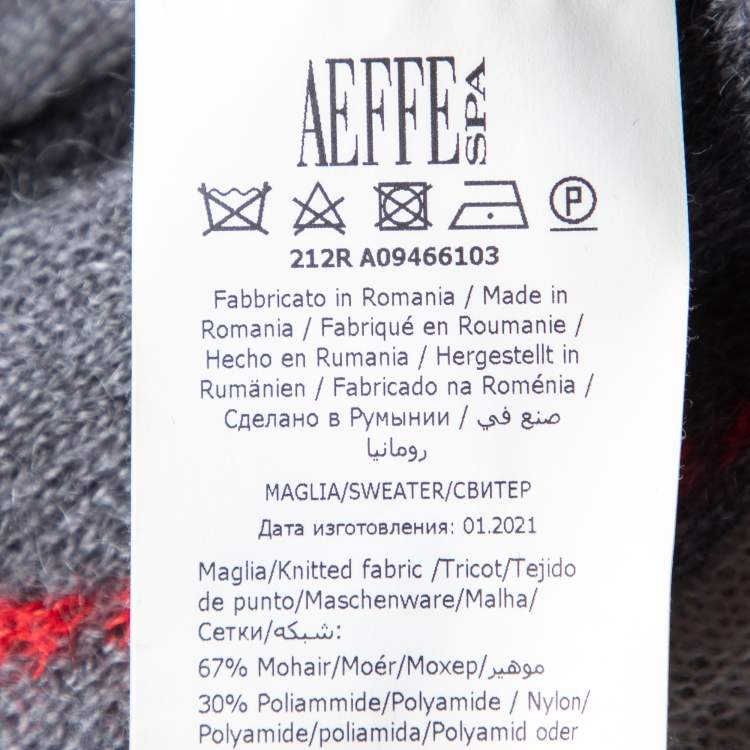 AEFFE SPA
P
212R A09466103
Fabbricato in Romania / Made in
Romania / Fabriqué en Roumanie /
Hecho en Rumania / Hergestellt in
Rumänien / Fabricado na Roménia /
Сделано в Румынии / صنع في
رومانيا
MAGLIA/SWEATER/СВИТЕР
Дата изготовления: 01.2021
Maglia/Knitted fabric /Tricot/Tejido
de punto/Maschenware/Malha/
Сетки/شبكه:
67% Mohair/Moér/Мохер/موهير
30% Poliammide/Polyamide / Nylon/
Polyamide/poliamida/Polyamid oder